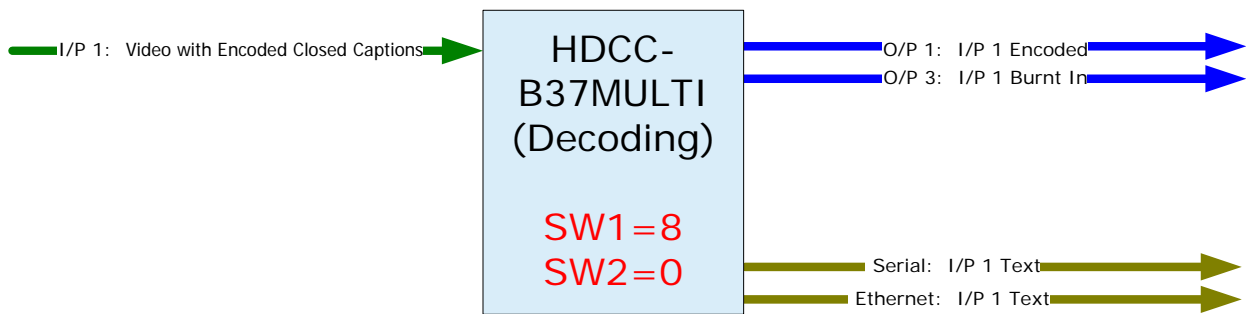 I/P 1: Video with Encoded Closed Captions
HDCC-
B37MULTI
(Decoding)
SW1=8
SW2=0
O/P 1: I/P 1 Encoded
O/P 3: I/P 1 Burnt In
Serial: I/P 1 Text
Ethernet: I/P 1 Text